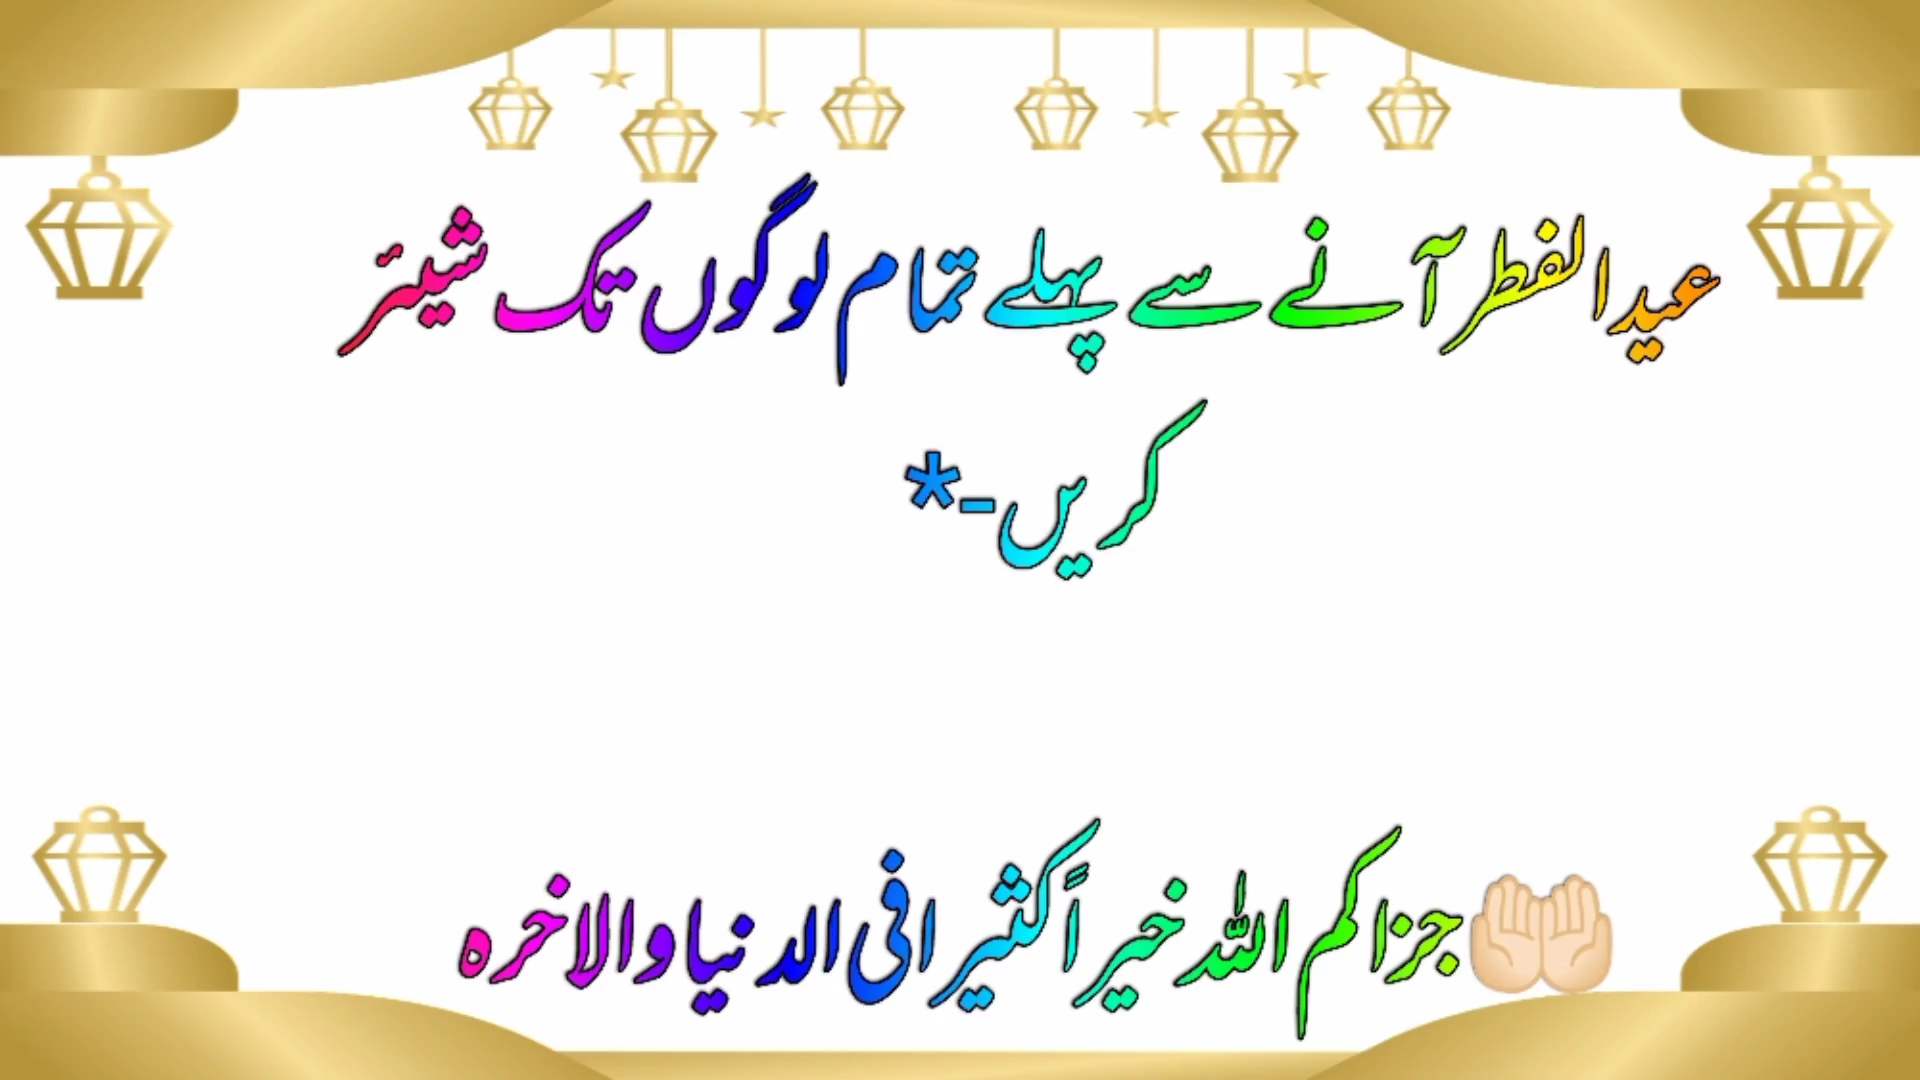 عیدالفطر آنے سے پہلے تمام لوگوں تک شیئر
کریں-*
🤲🏻جزاکم اللہ خیراً کثیرا فی الدنیا والاخرہ